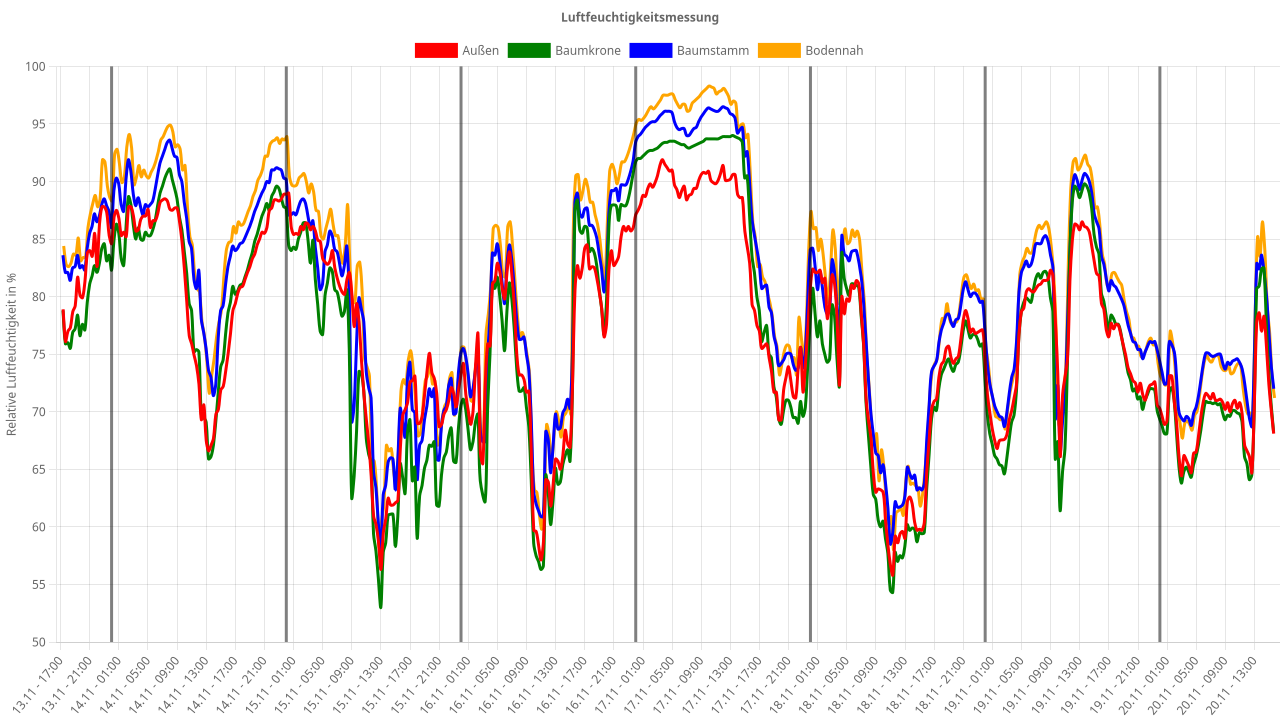 Luftfeuchtigkeitsmessung
Außen Baumkrone Baumstamm Bodennah
Relative Luftfeuchtigkeit in %
100
95
90
85
80
75
70
65
60
55
50
13.11 - 17:00
13.11 - 21:00
14.11 - 01:00
14.11 - 05:00
14.11 - 09:00
14.11 - 13:00
14.11 - 17:00
14.11 - 21:00
15.11 - 01:00
15.11 - 05:00
15.11 - 09:00
15.11 - 13:00
15.11 - 17:00
15.11 - 21:00
16.11 - 01:00
16.11 - 05:00
16.11 - 09:00
16.11 - 13:00
16.11 - 17:00
16.11 - 21:00
17.11 - 01:00
17.11 - 05:00
17.11 - 09:00
17.11 - 13:00
17.11 - 17:00
17.11 - 21:00
18.11 - 01:00
18.11 - 05:00
18.11 - 09:00
18.11 - 13:00
18.11 - 17:00
18.11 - 21:00
19.11 - 01:00
19.11 - 05:00
19.11 - 09:00
19.11 - 13:00
19.11 - 17:00
19.11 - 21:00
20.11 - 01:00
20.11 - 05:00
20.11 - 09:00
20.11 - 13:00